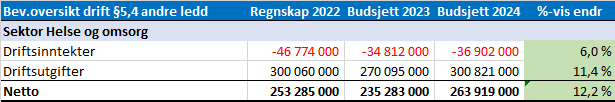 Bev.oversikt drift §5,4 andre ledd Regnskap 2022 Budsjett 2023 Budsjett 2024 %-vis endr
Sektor Helse og omsorg
Driftsinntekter -46 774 000 -34 812 000 -36 902 000 6,0 %
Driftsutgifter 300 060 000 270 095 000 300 821 000 11,4 %
Netto 253 285 000 235 283 000 263 919 000 12,2 %